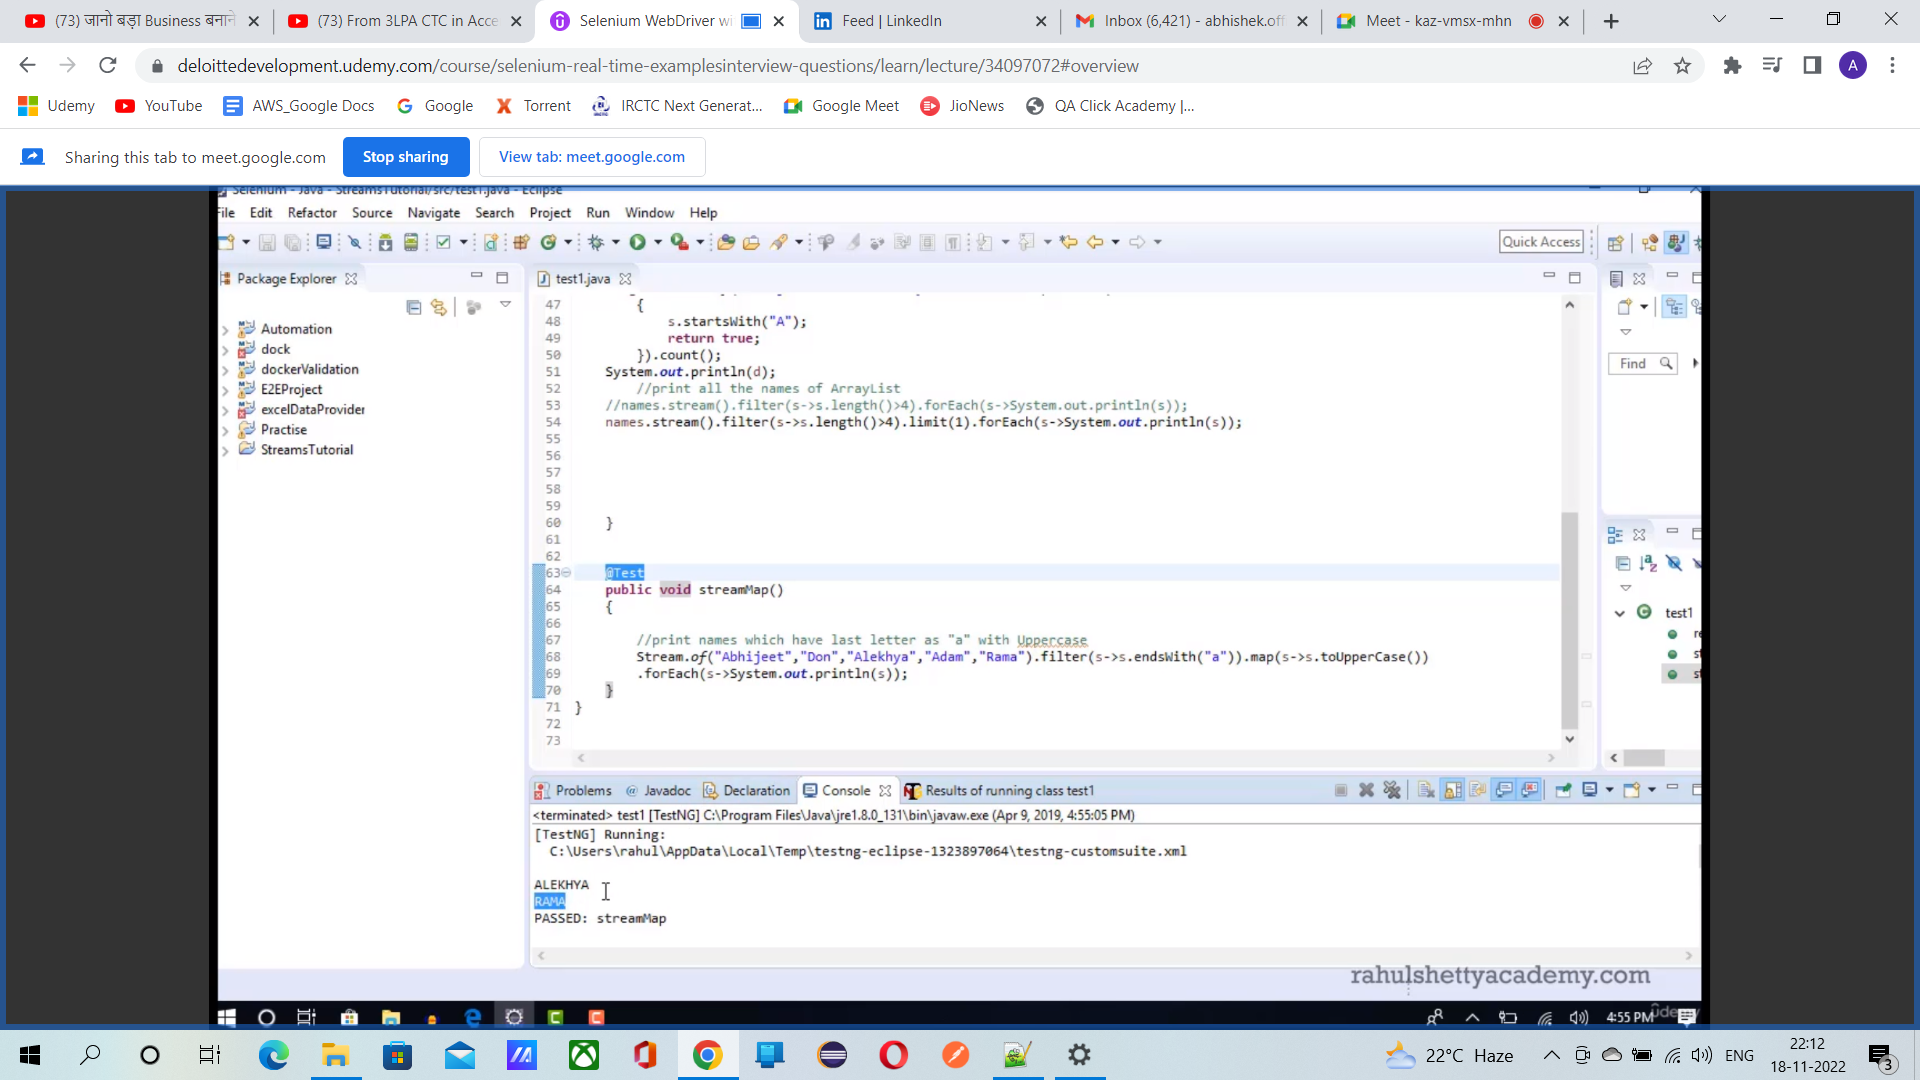 (73) जानो बड़ा Business बनाने
(73) From 3LPA CTC in Acce
Selenium WebDriver wi
Feed | LinkedIn
Inbox (6,421) - abhishek.off
Meet - kaz-vmsx-mhn
deloittedevelopment.udemy.com/course/selenium-real-time-examplesinterview-questions/learn/lecture/34097072#overview
A
Udemy
YouTube
AWS_Google Docs
Google
Torrent
IRCTC Next Generat...
Google Meet
JioNews
QA Click Academy |...
Sharing this tab to meet.google.com
Stop sharing
View tab: meet.google.com
Selenium - Java - StreamsTutorial/src/test1.java - Eclipse
File Edit Refactor Source Navigate Search Project Run Window Help
Quick Access
Package Explorer
test1.java
Automation
dock
dockerValidation
E2EProject
excelDataProvider
Practise
StreamsTutorial
47 {
48 s.startsWith("A");
49 return true;
50 }).count();
51 System.out.println(d);
52 //print all the names of ArrayList
53 //names.stream().filter(s->s.length()>4).forEach(s->System.out.println(s));
54 names.stream().filter(s->s.length()>4).limit(1).forEach(s->System.out.println(s));
55
56
57
58
59
60 }
61
62
63 @Test
64 public void streamMap()
65 {
66
67 //print names which have last letter as "a" with Uppercase
68 Stream.of("Abhijeet","Don","Alekhya","Adam","Rama").filter(s->s.endsWith("a")).map(s->s.toUpperCase())
69 .forEach(s->System.out.println(s));
70 }
71 }
72
73
Find
test1
Problems @ Javadoc Declaration Console Results of running class test1
<terminated> test1 [TestNG] C:\Program Files\Java\jre1.8.0_131\bin\javaw.exe (Apr 9, 2019, 4:55:05 PM)
[TestNG] Running:
C:\Users\rahul\AppData\Local\Temp\testng-eclipse-1323897064\testng-customsuite.xml
ALEKHYA
RAMA
PASSED: streamMap
rahulshettyacademy.com
4:55 PM
22°C Haze
ENG
22:12
18-11-2022
3